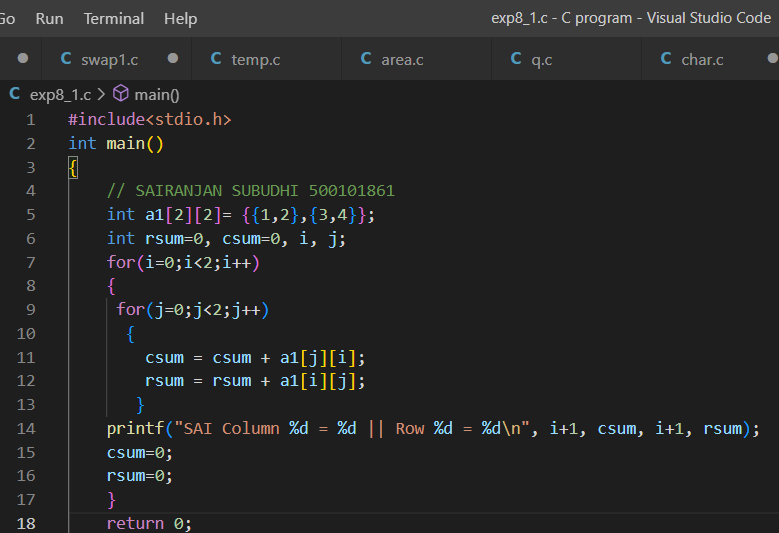 Go Run Terminal Help exp8_1.c - C program - Visual Studio Code
C swap1.c C temp.c C area.c C q.c C char.c
C exp8_1.c > main()
1 #include<stdio.h>
2 int main()
3 {
4 // SAIRANJAN SUBUDHI 500101861
5 int a1[2][2]= {{1,2},{3,4}};
6 int rsum=0, csum=0, i, j;
7 for(i=0;i<2;i++)
8 {
9 for(j=0;j<2;j++)
10 {
11 csum = csum + a1[j][i];
12 rsum = rsum + a1[i][j];
13 }
14 printf("SAI Column %d = %d || Row %d = %d\n", i+1, csum, i+1, rsum);
15 csum=0;
16 rsum=0;
17 }
18 return 0;